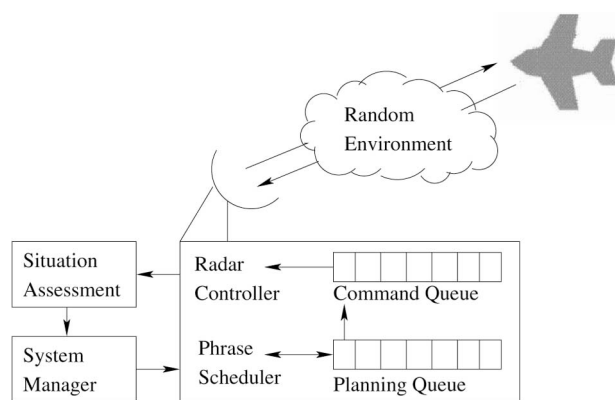 Random
Environment
Situation
Assessment
Radar
Controller
Command Queue
System
Manager
Phrase
Scheduler
Planning Queue